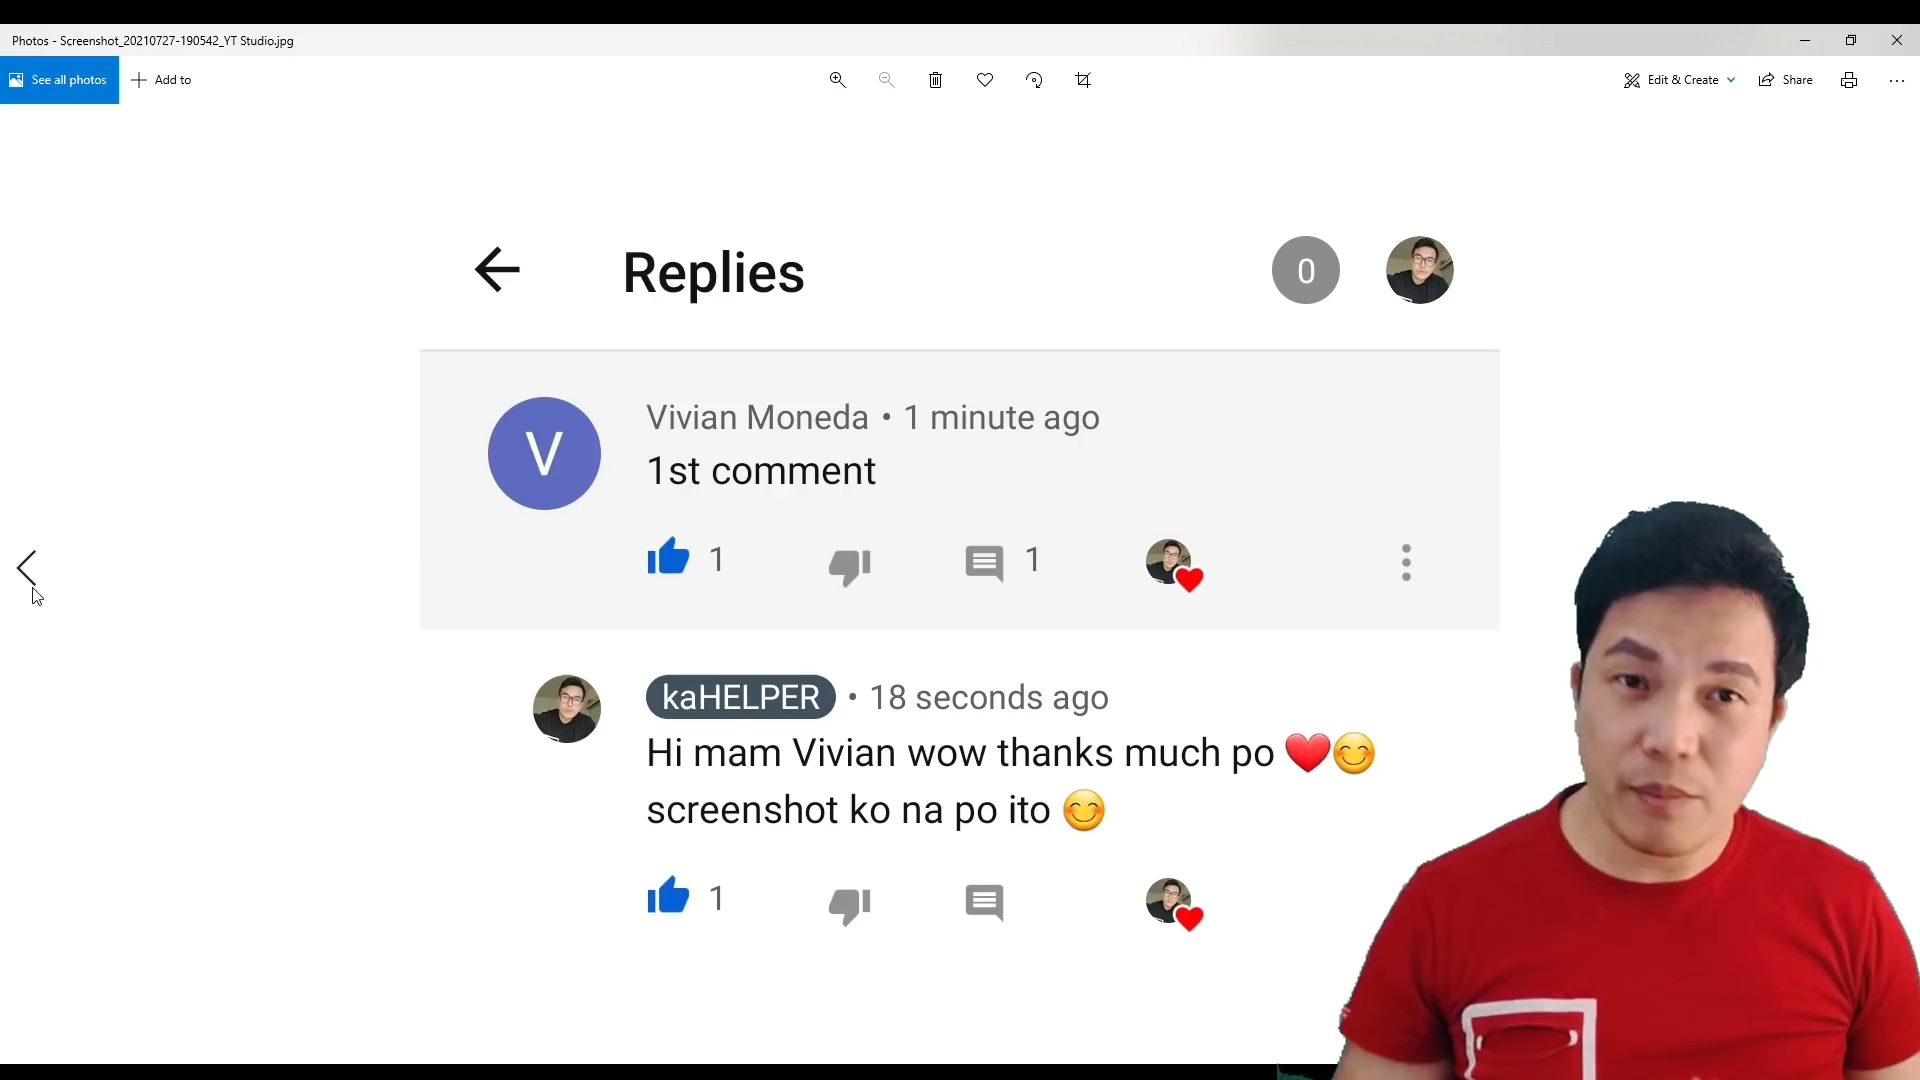 Photos - Screenshot_20210727-190542_YT Studio.jpg
See all photos
Add to
Edit & Create
Share
Replies
0
V
Vivian Moneda • 1 minute ago
1st comment
1
1
kaHELPER • 18 seconds ago
Hi mam Vivian wow thanks much po ❤️😊
screenshot ko na po ito 😊
1